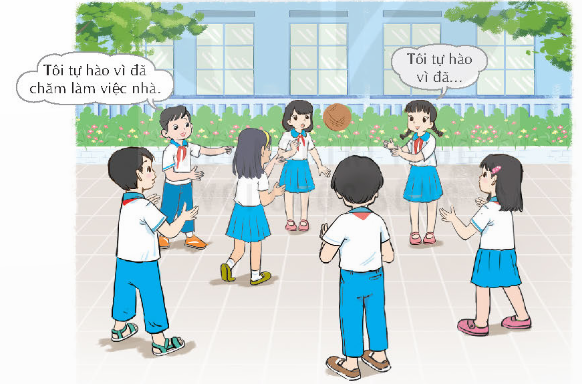 Tôi tự hào vì đã
chăm làm việc nhà.
Tôi tự hào
vì đã...